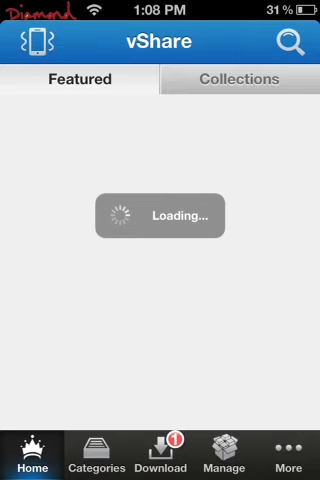 Diamond 1:08 PM 31%
vShare
Featured Collections
Loading...
1
Home Categories Download Manage More